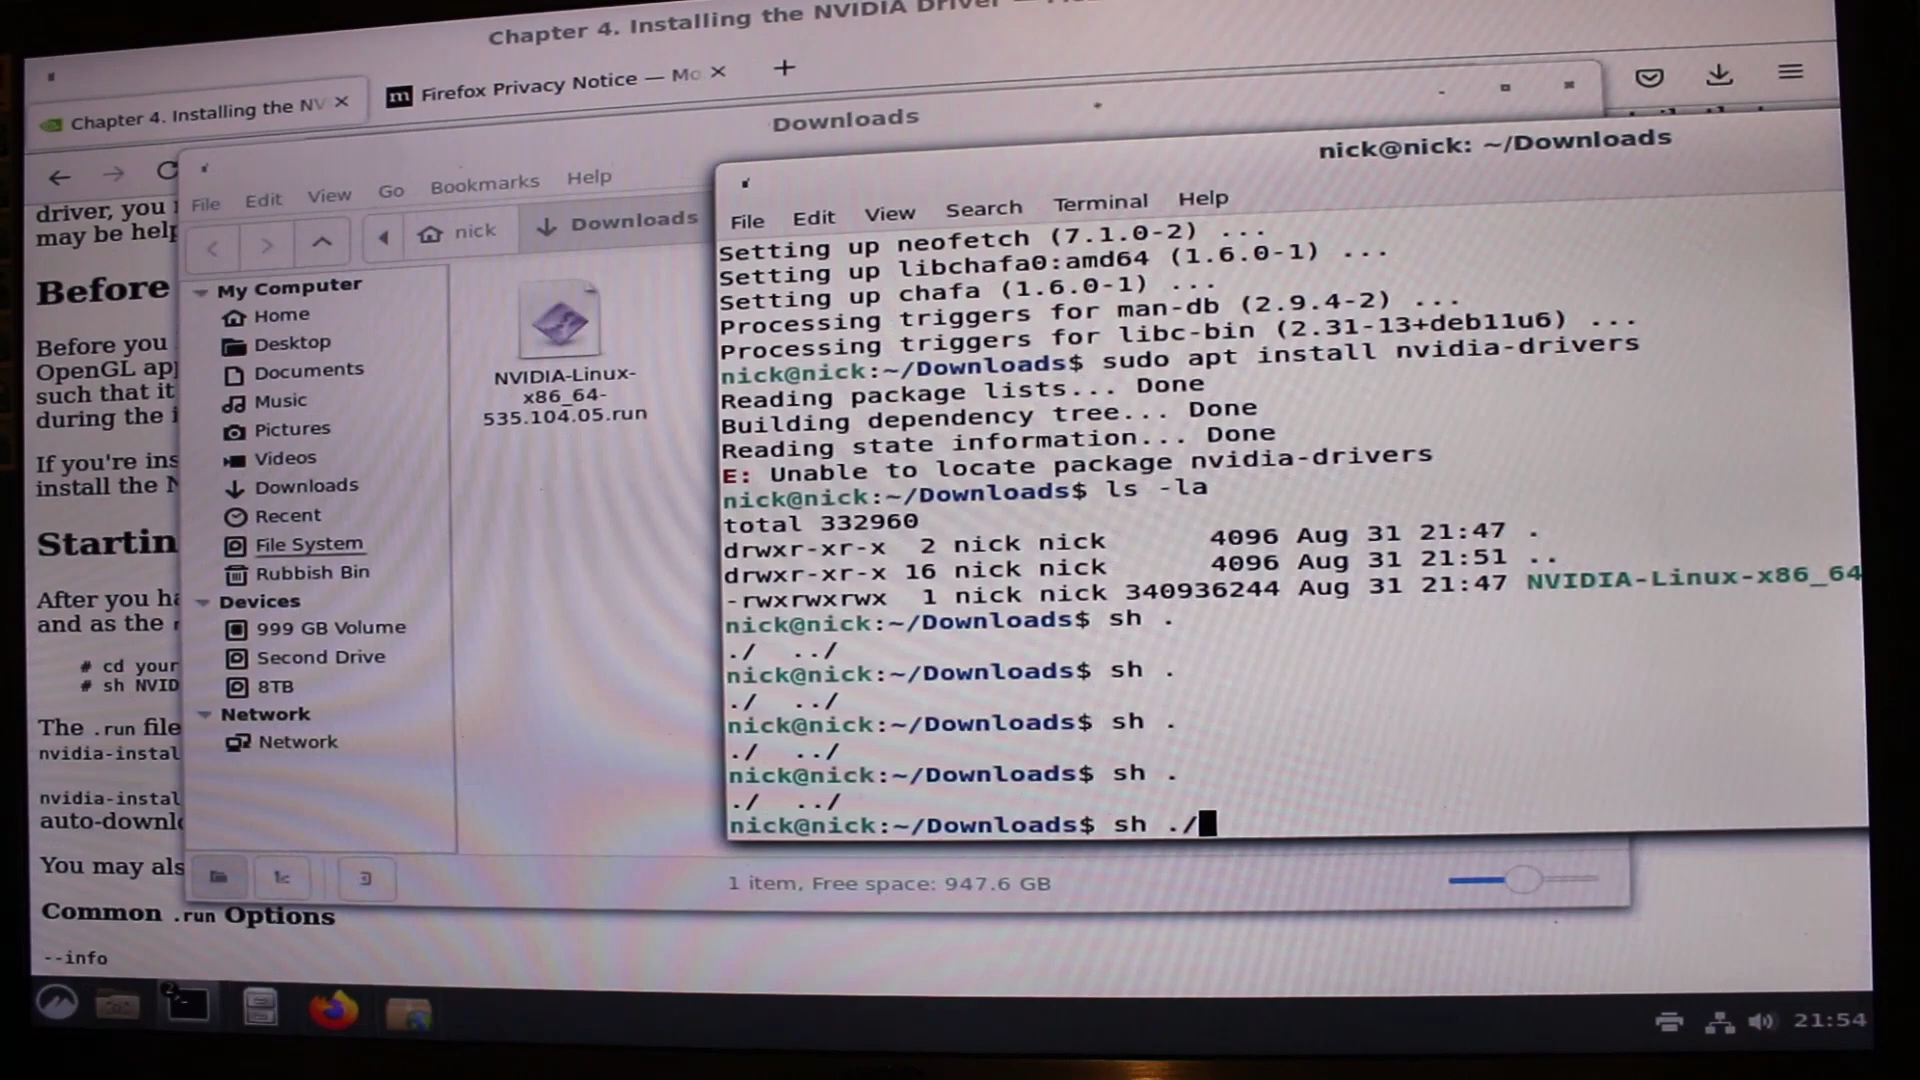 Chapter 4. Installing the NVIDIA Driver
Chapter 4. Installing the NV
Firefox Privacy Notice — Mo
Downloads
File Edit View Go Bookmarks Help
nick
Downloads
driver, you
may be help
Before
Before you
OpenGL app
such that it
during the i
If you're ins
install the N
Startin
After you ha
and as the r
# cd your
# sh NVID
The .run file
nvidia-instal
nvidia-instal
auto-downlo
You may als
Common .run Options
--info
My Computer
Home
Desktop
Documents
Music
Pictures
Videos
Downloads
Recent
File System
Rubbish Bin
Devices
999 GB Volume
Second Drive
8TB
Network
Network
NVIDIA-Linux-
x86_64-
535.104.05.run
1 item, Free space: 947.6 GB
nick@nick: ~/Downloads
File Edit View Search Terminal Help
Setting up neofetch (7.1.0-2) ...
Setting up libchafa0:amd64 (1.6.0-1) ...
Setting up chafa (1.6.0-1) ...
Processing triggers for man-db (2.9.4-2) ...
Processing triggers for libc-bin (2.31-13+deb11u6) ...
nick@nick:~/Downloads$ sudo apt install nvidia-drivers
Reading package lists... Done
Building dependency tree... Done
Reading state information... Done
E: Unable to locate package nvidia-drivers
nick@nick:~/Downloads$ ls -la
total 332960
drwxr-xr-x  2 nick nick      4096 Aug 31 21:47 .
drwxr-xr-x 16 nick nick      4096 Aug 31 21:51 ..
-rwxrwxrwx  1 nick nick 340936244 Aug 31 21:47 NVIDIA-Linux-x86_64
nick@nick:~/Downloads$ sh .
./  ../
nick@nick:~/Downloads$ sh .
./  ../
nick@nick:~/Downloads$ sh .
./  ../
nick@nick:~/Downloads$ sh .
./  ../
nick@nick:~/Downloads$ sh ./
2
21:54